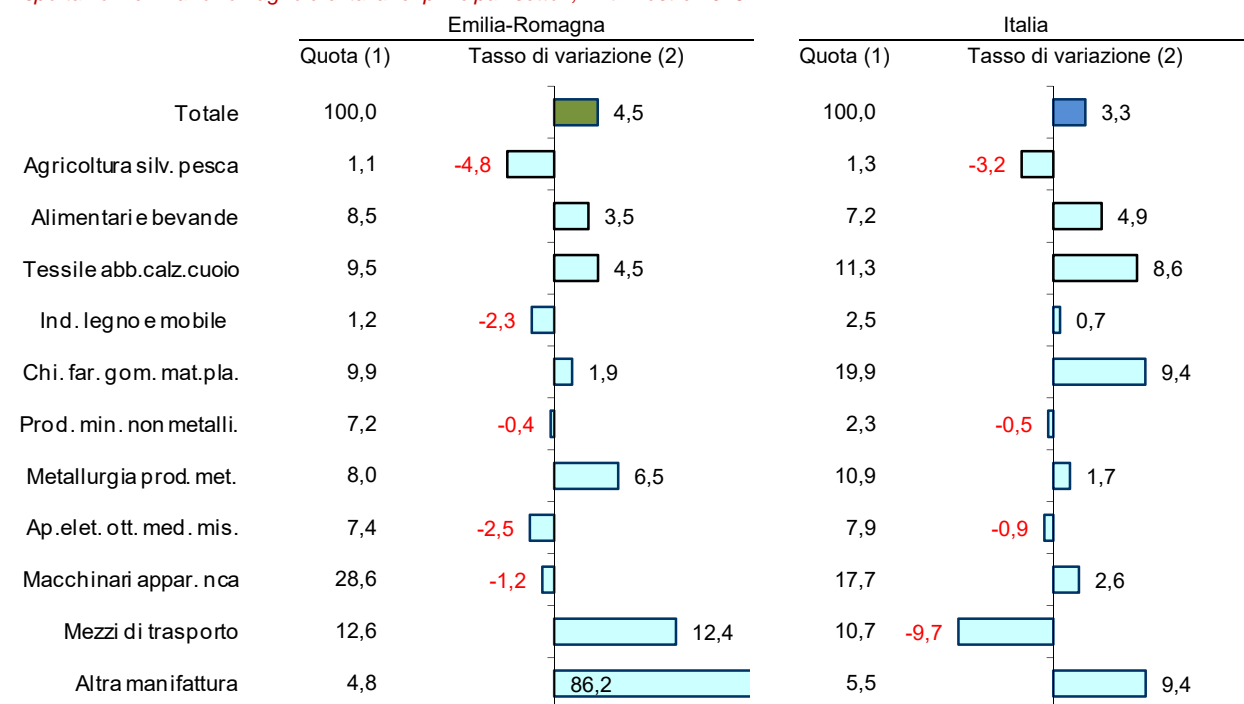 Emilia-Romagna Italia
Quota (1) Tasso di variazione (2) Quota (1) Tasso di variazione (2)
Totale 100,0 4,5 100,0 3,3
Agricoltura silv. pesca 1,1 -4,8 1,3 -3,2
Alimentari e bevande 8,5 3,5 7,2 4,9
Tessile abb.calz.cuoio 9,5 4,5 11,3 8,6
Ind. legno e mobile 1,2 -2,3 2,5 0,7
Chi. far. gom. mat.pla. 9,9 1,9 19,9 9,4
Prod. min. non metalli. 7,2 -0,4 2,3 -0,5
Metallurgia prod. met. 8,0 6,5 10,9 1,7
Ap.elet. ott. med. mis. 7,4 -2,5 7,9 -0,9
Macchinari appar. nca 28,6 -1,2 17,7 2,6
Mezzi di trasporto 12,6 12,4 10,7 -9,7
Altra manifattura 4,8 86,2 5,5 9,4